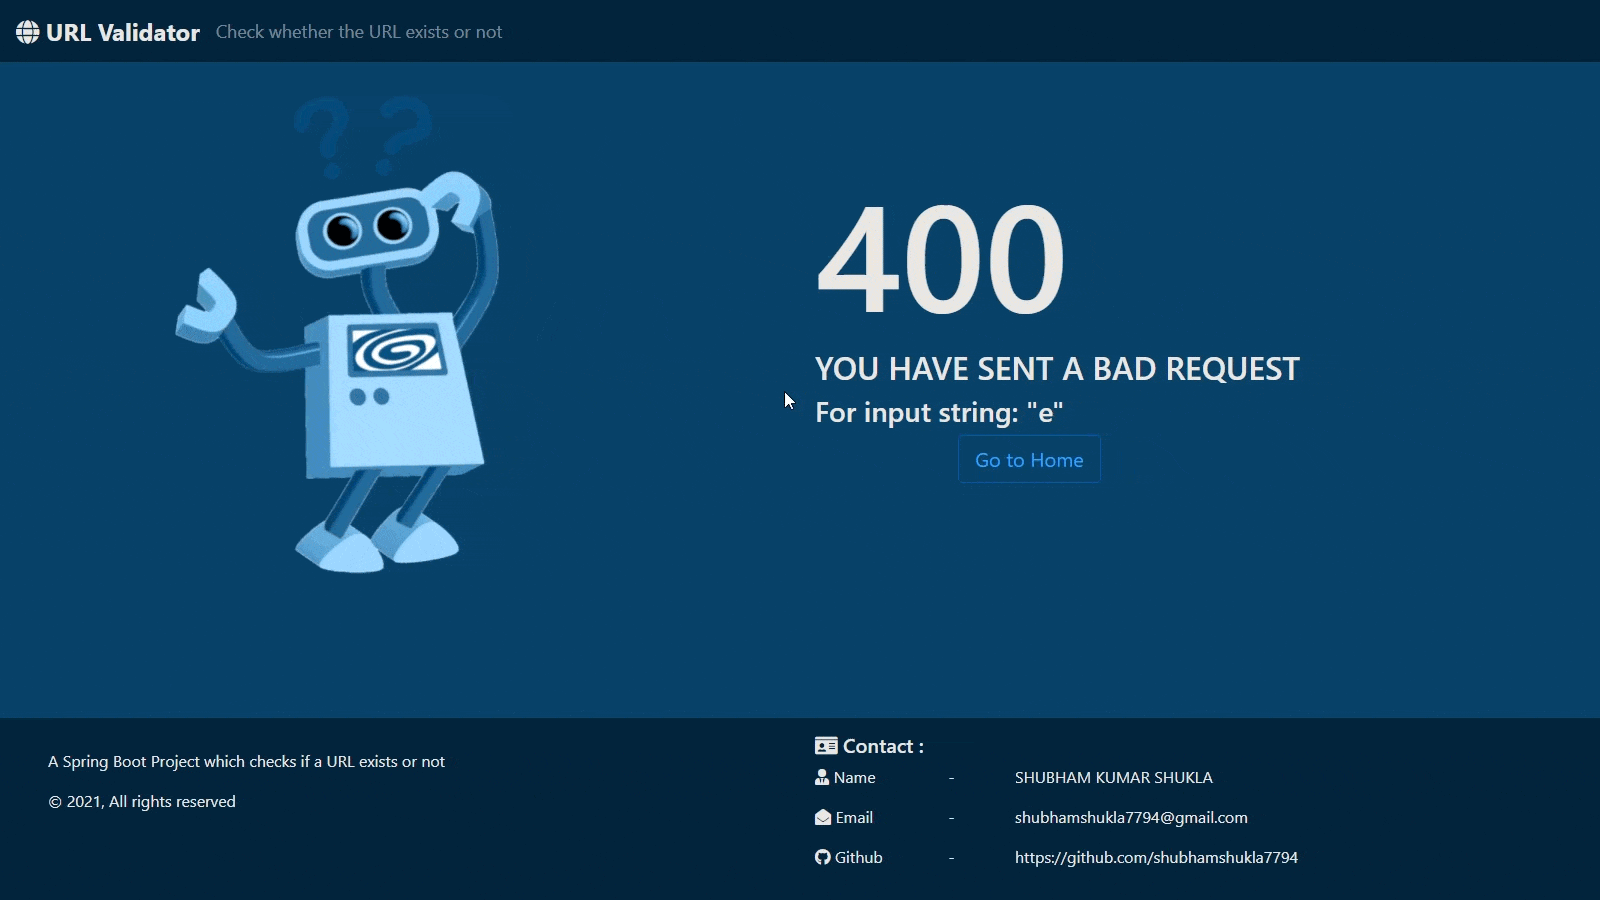 URL Validator Check whether the URL exists or not
??
400
YOU HAVE SENT A BAD REQUEST
For input string: "e"
Go to Home
A Spring Boot Project which checks if a URL exists or not
© 2021, All rights reserved
Contact :
Name - SHUBHAM KUMAR SHUKLA
Email - shubhamshukla7794@gmail.com
Github - https://github.com/shubhamshukla7794